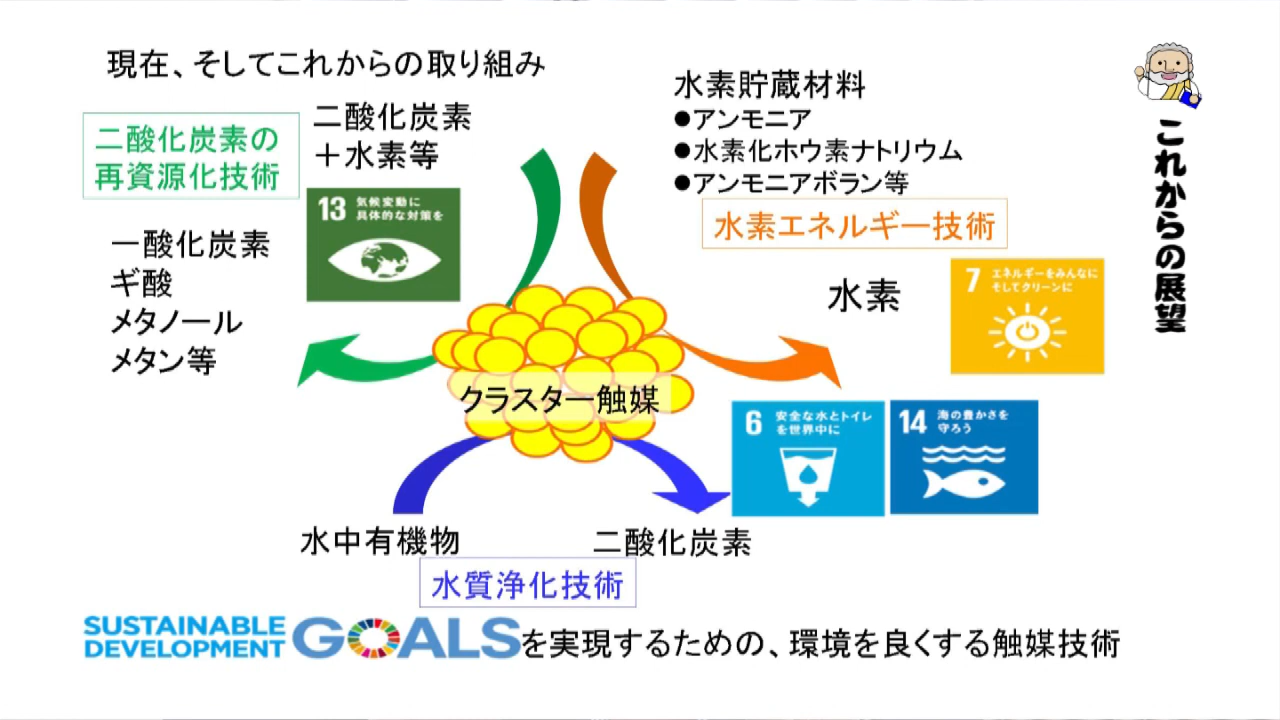 現在、そしてこれからの取り組み
二酸化炭素の
再資源化技術
二酸化炭素
＋水素等
13 気候変動に
具体的な対策を
一酸化炭素
ギ酸
メタノール
メタン等
水素貯蔵材料
●アンモニア
●水素化ホウ素ナトリウム
●アンモニアボラン等
水素エネルギー技術
水素
7 エネルギーをみんなに
そしてクリーンに
クラスター触媒
6 安全な水とトイレ
を世界中に
14 海の豊かさを
守ろう
水中有機物
二酸化炭素
水質浄化技術
SUSTAINABLE
DEVELOPMENT
GOALSを実現するための、環境を良くする触媒技術
これからの展望